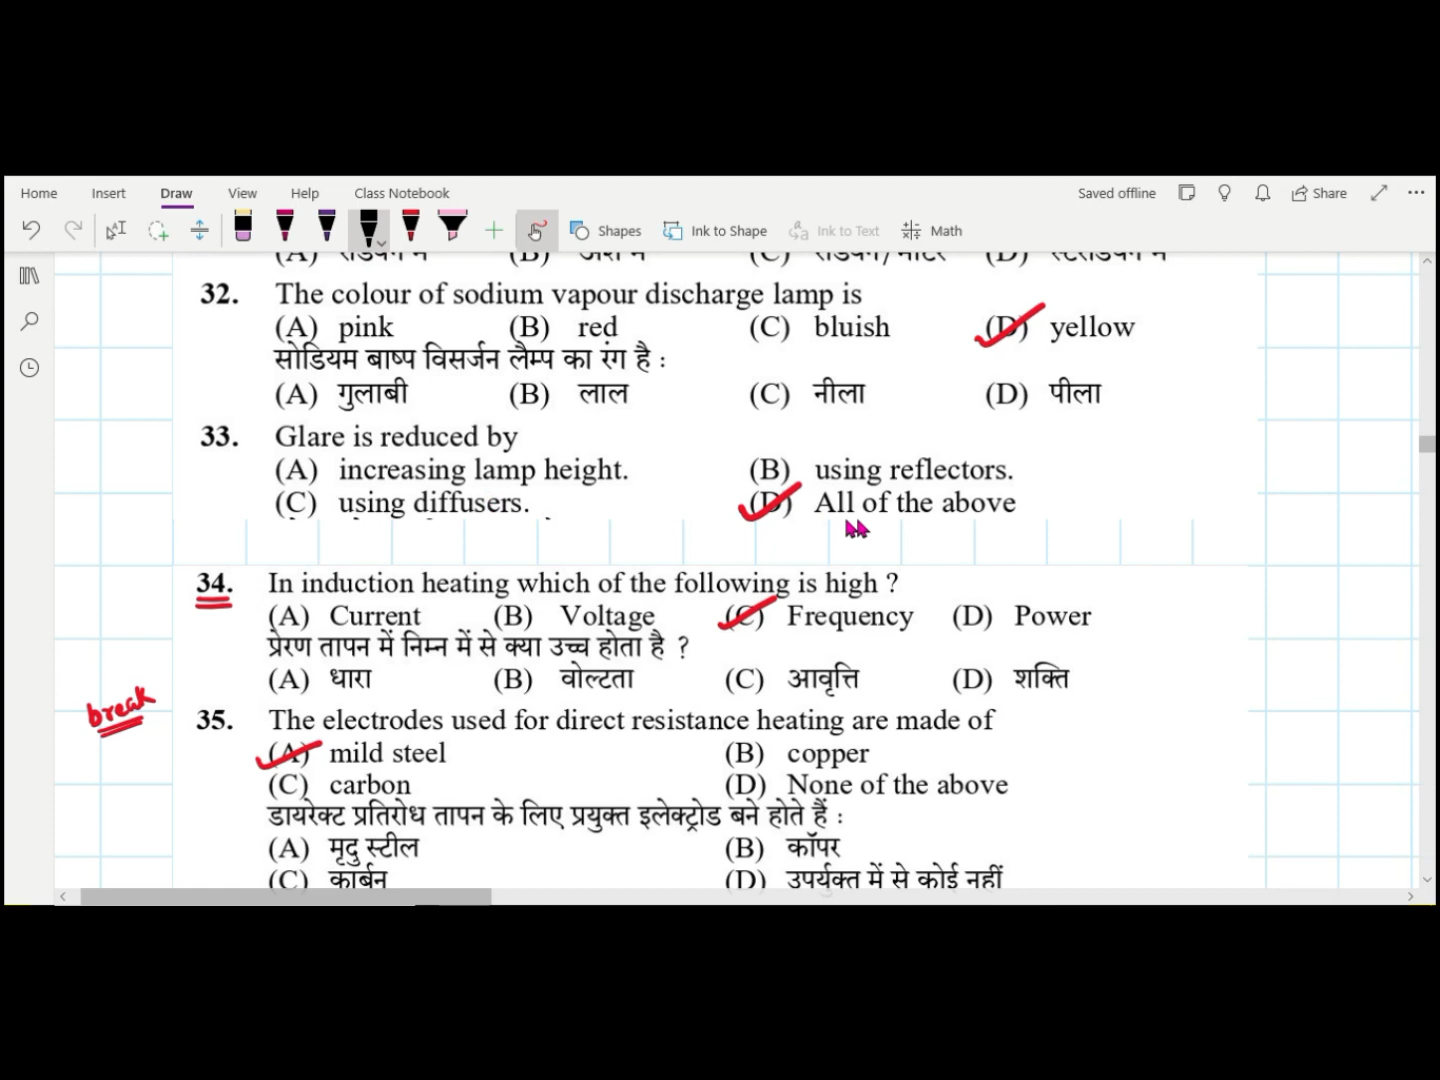 Home Insert Draw View Help Class Notebook Saved offline Share
Shapes Ink to Shape Ink to Text Math
32. The colour of sodium vapour discharge lamp is
(A) pink (B) red (C) bluish (D) yellow
सोडियम बाष्प विसर्जन लैम्प का रंग है :
(A) गुलाबी (B) लाल (C) नीला (D) पीला
33. Glare is reduced by
(A) increasing lamp height. (B) using reflectors.
(C) using diffusers. (D) All of the above
34. In induction heating which of the following is high ?
(A) Current (B) Voltage (C) Frequency (D) Power
प्रेरण तापन में निम्न में से क्या उच्च होता है ?
(A) धारा (B) वोल्टता (C) आवृत्ति (D) शक्ति
break
35. The electrodes used for direct resistance heating are made of
(A) mild steel (B) copper
(C) carbon (D) None of the above
डायरेक्ट प्रतिरोध तापन के लिए प्रयुक्त इलेक्ट्रोड बने होते हैं :
(A) मृदु स्टील (B) कॉपर
(C) कार्बन (D) उपर्युक्त में से कोई नहीं